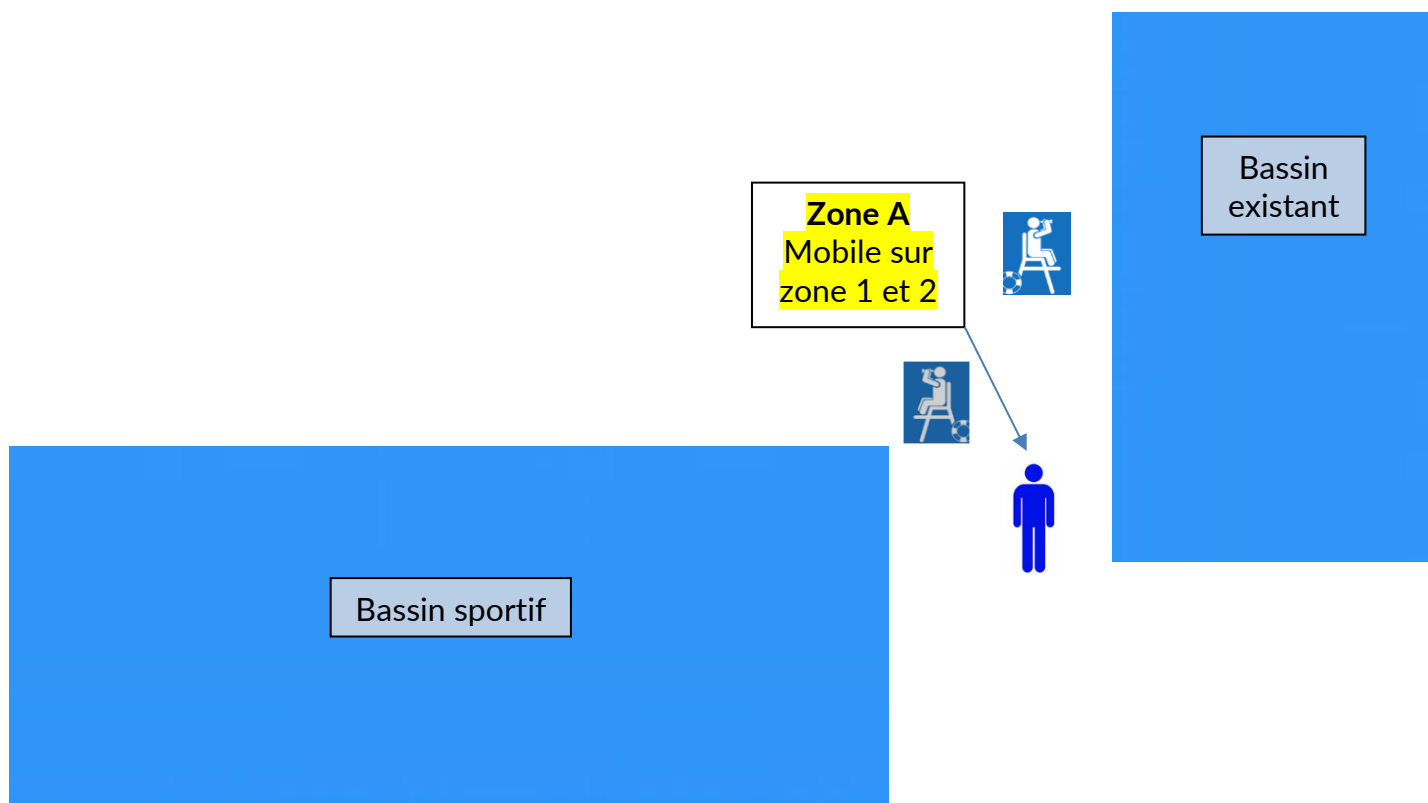 Bassin
existant
Zone A
Mobile sur
zone 1 et 2
Bassin sportif